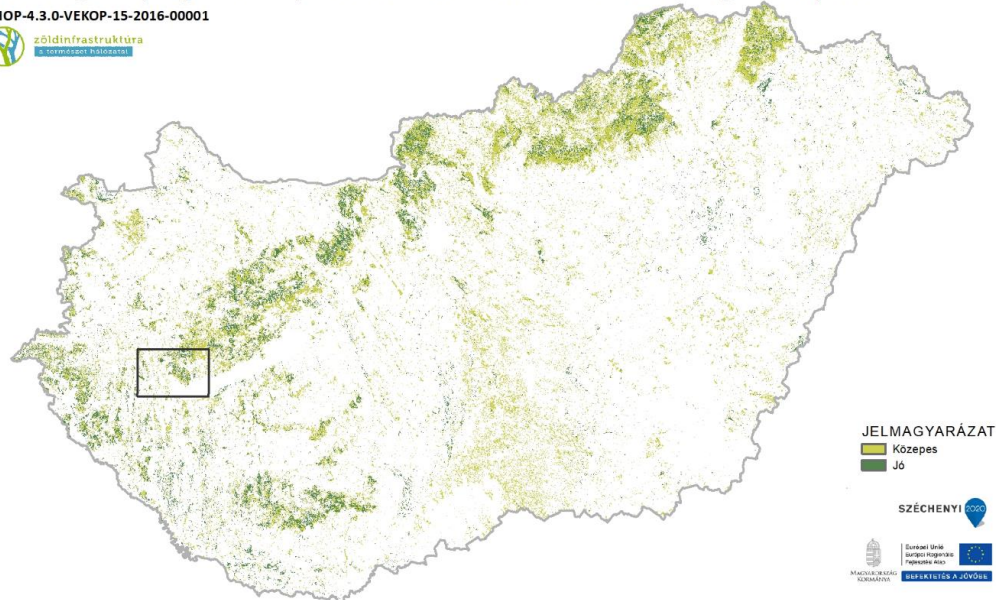 HOP-4.3.0-VEKOP-15-2016-00001
zöldinfrastruktúra
a természet hálózatai
JELMAGYARÁZAT
Közepes
Jó
SZÉCHENYI 2020
Európai Unió
Európai Regionális
Fejlesztési Alap
MAGYARORSZÁG
KORMÁNYA
BEFEKTETÉS A JÖVŐBE